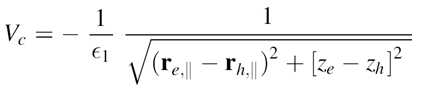 $V_c = - \frac{1}{\epsilon_1} \frac{1}{\sqrt{(\mathbf{r}_{e,\parallel} - \mathbf{r}_{h,\parallel})^2 + [z_e - z_h]^2}}$